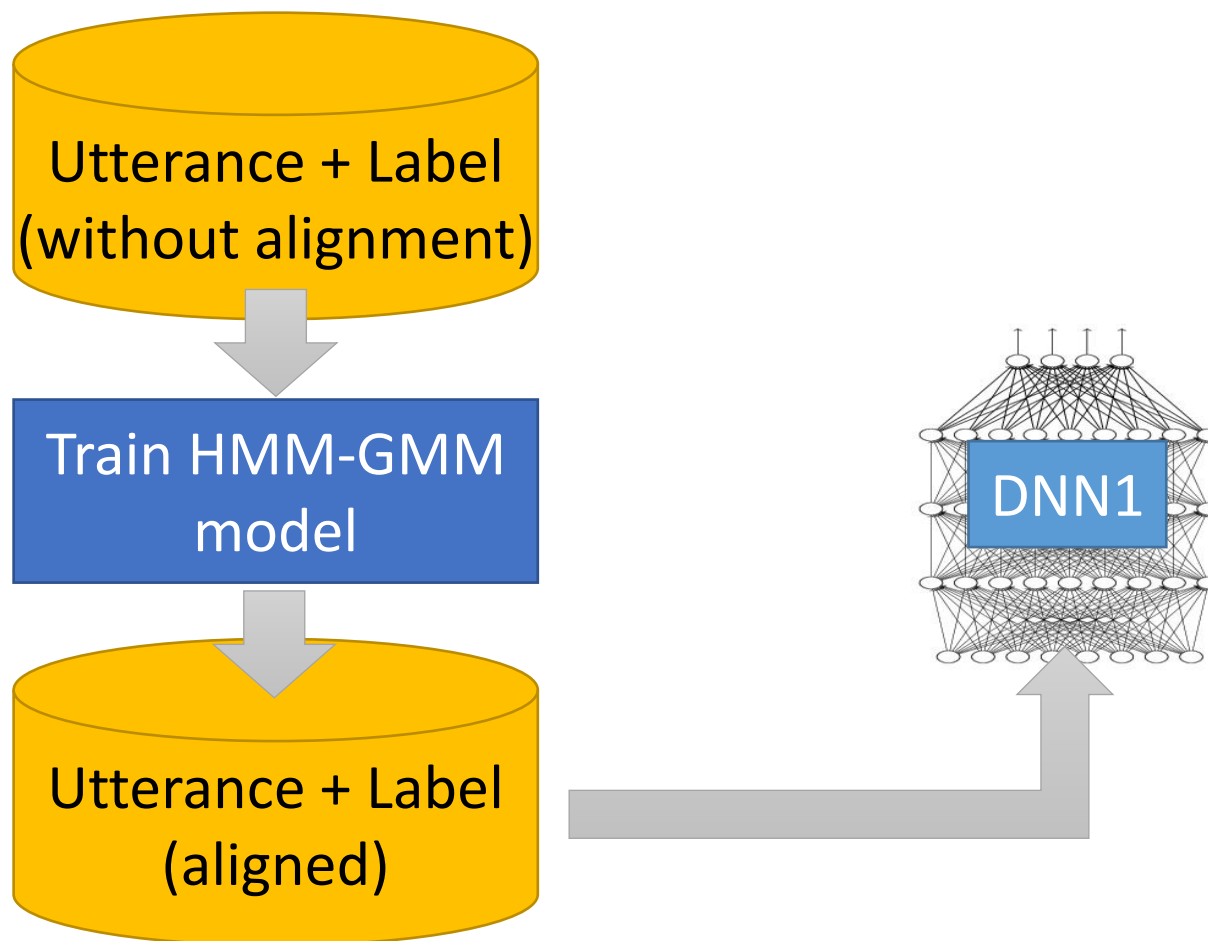 Utterance + Label
(without alignment)
Train HMM-GMM
model
DNN1
Utterance + Label
(aligned)